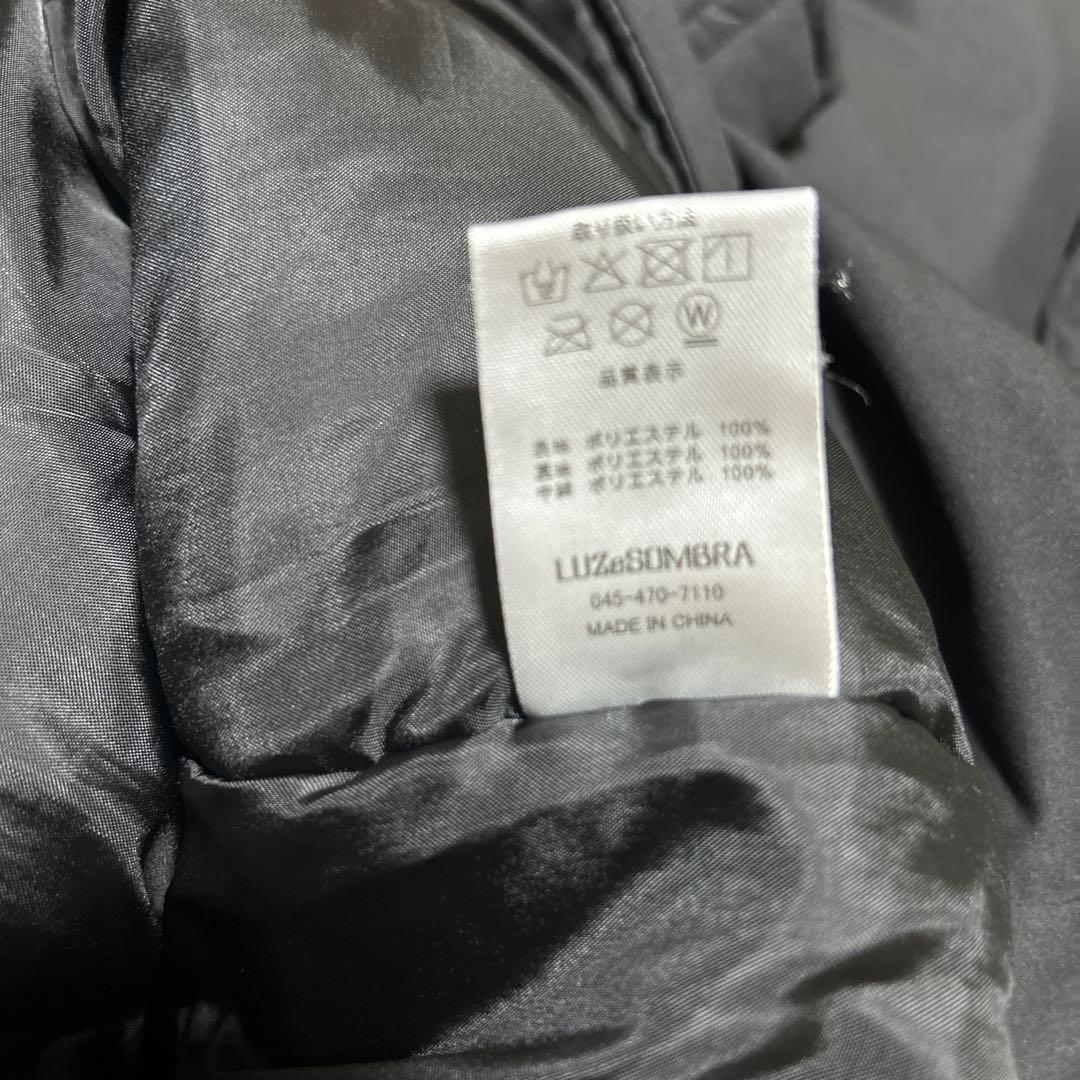 取り扱い方法
W
品質表示
表地 ポリエステル 100%
裏地 ポリエステル 100%
中綿 ポリエステル 100%
LUZeSOMBRA
045-470-7110
MADE IN CHINA